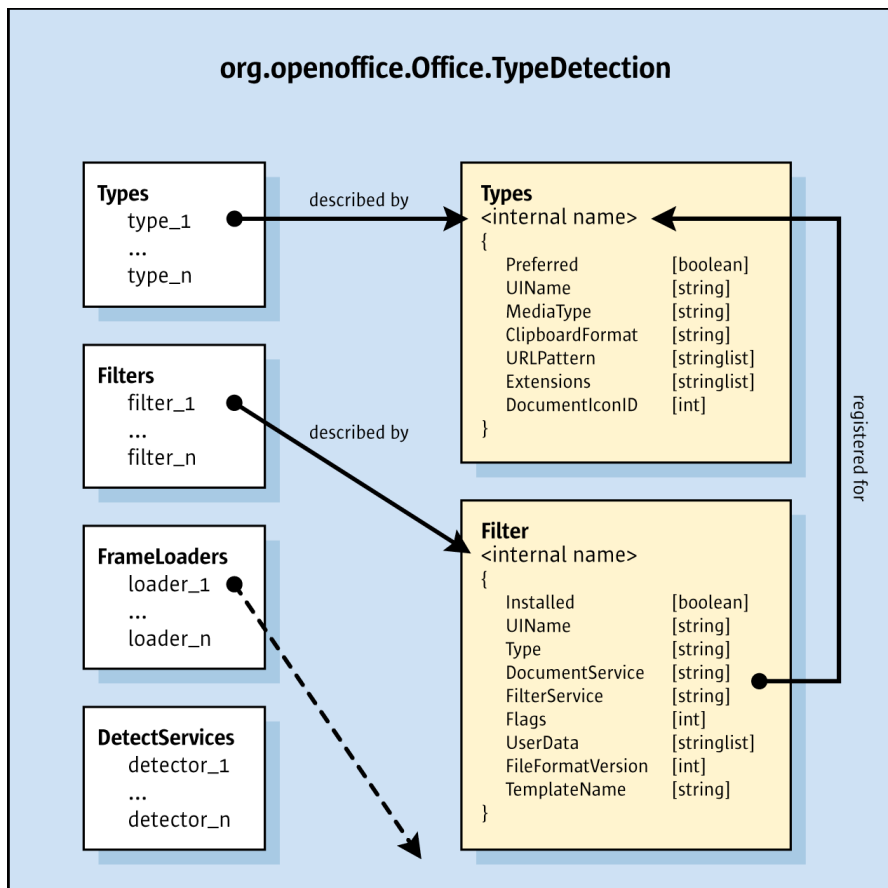 org.openoffice.Office.TypeDetection
Types
type_1
...
type_n
Filters
filter_1
...
filter_n
FrameLoaders
loader_1
...
loader_n
DetectServices
detector_1
...
detector_n
described by
described by
Types
<internal name>
{
Preferred [boolean]
UIName [string]
MediaType [string]
ClipboardFormat [string]
URLPattern [stringlist]
Extensions [stringlist]
DocumentIconID [int]
}
Filter
<internal name>
{
Installed [boolean]
UIName [string]
Type [string]
DocumentService [string]
FilterService [string]
Flags [int]
UserData [stringlist]
FileFormatVersion [int]
TemplateName [string]
}
registered for